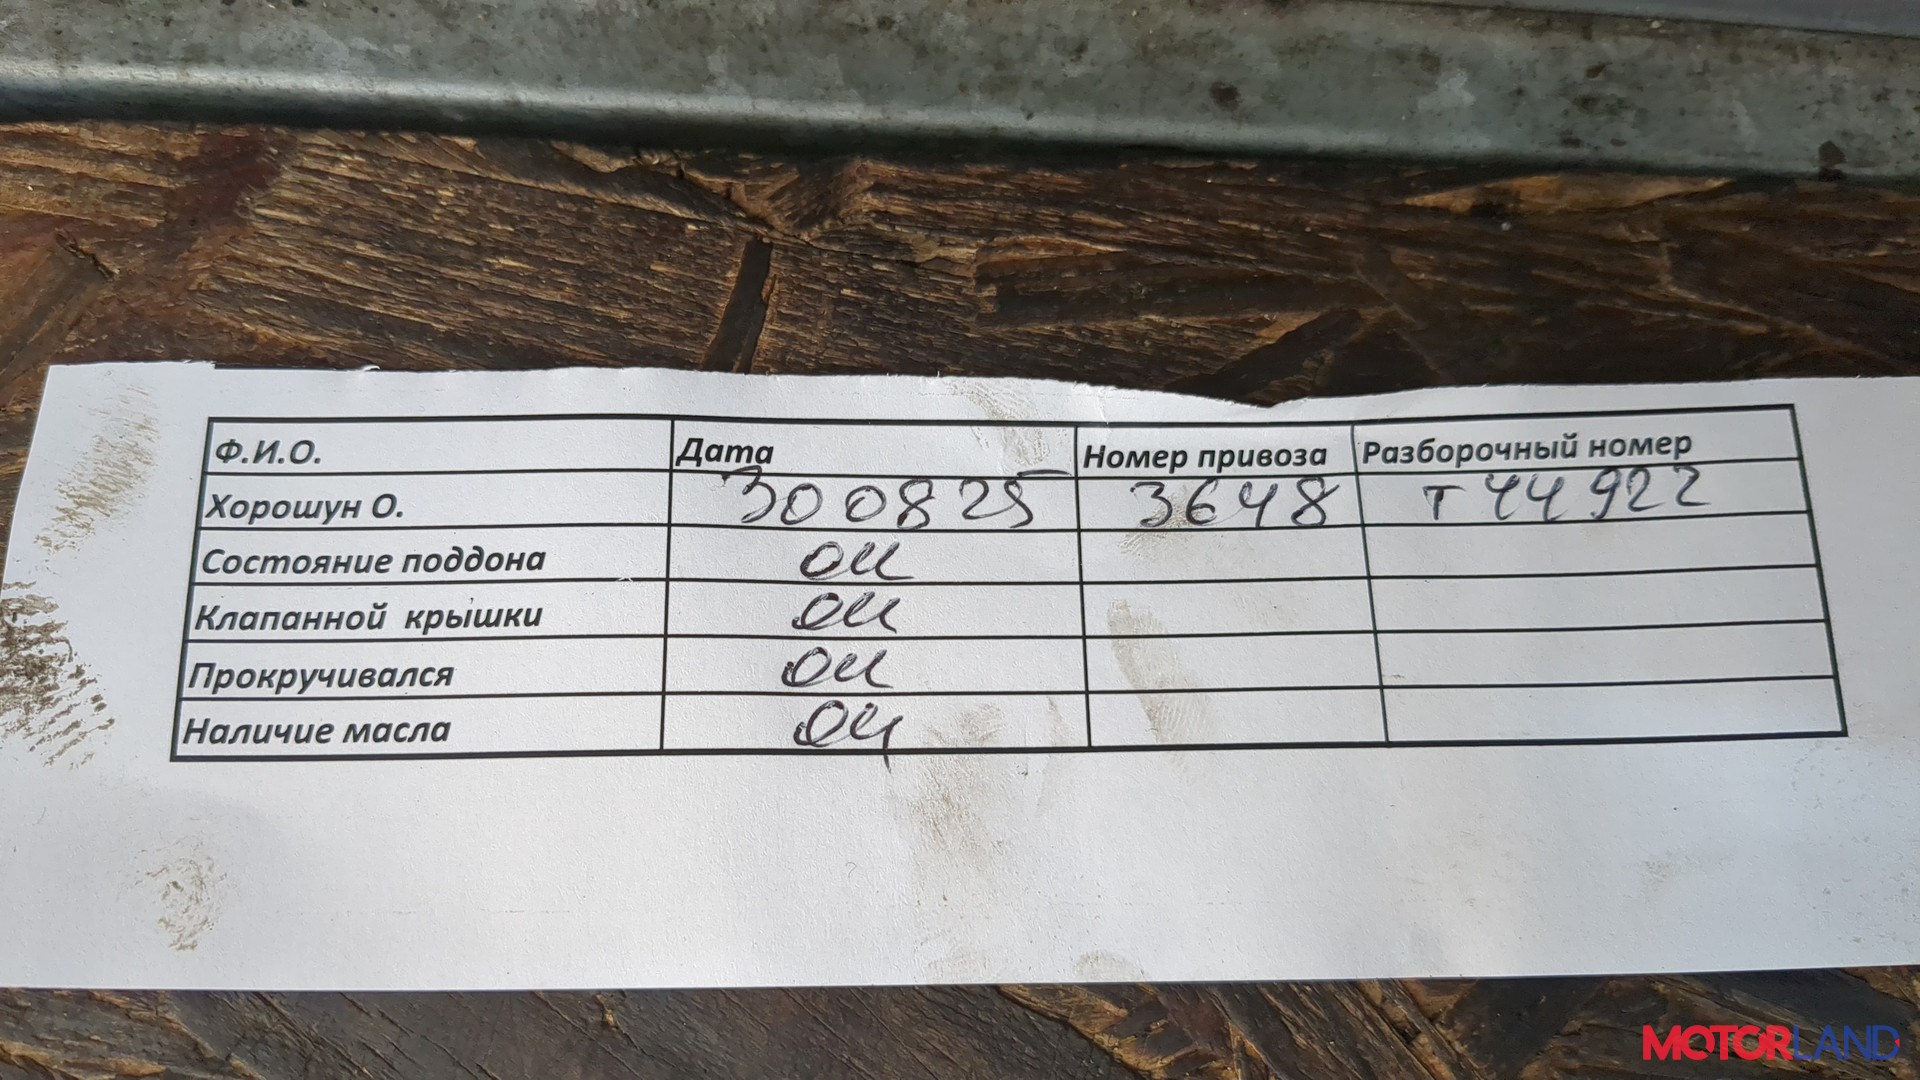 Ф.И.О. Дата Номер привоза Разборочный номер
Хорошун О. 300825 3648 т 44922
Состояние поддона ок
Клапанной крышки ок
Прокручивался ок
Наличие масла ок
MOTORLAND